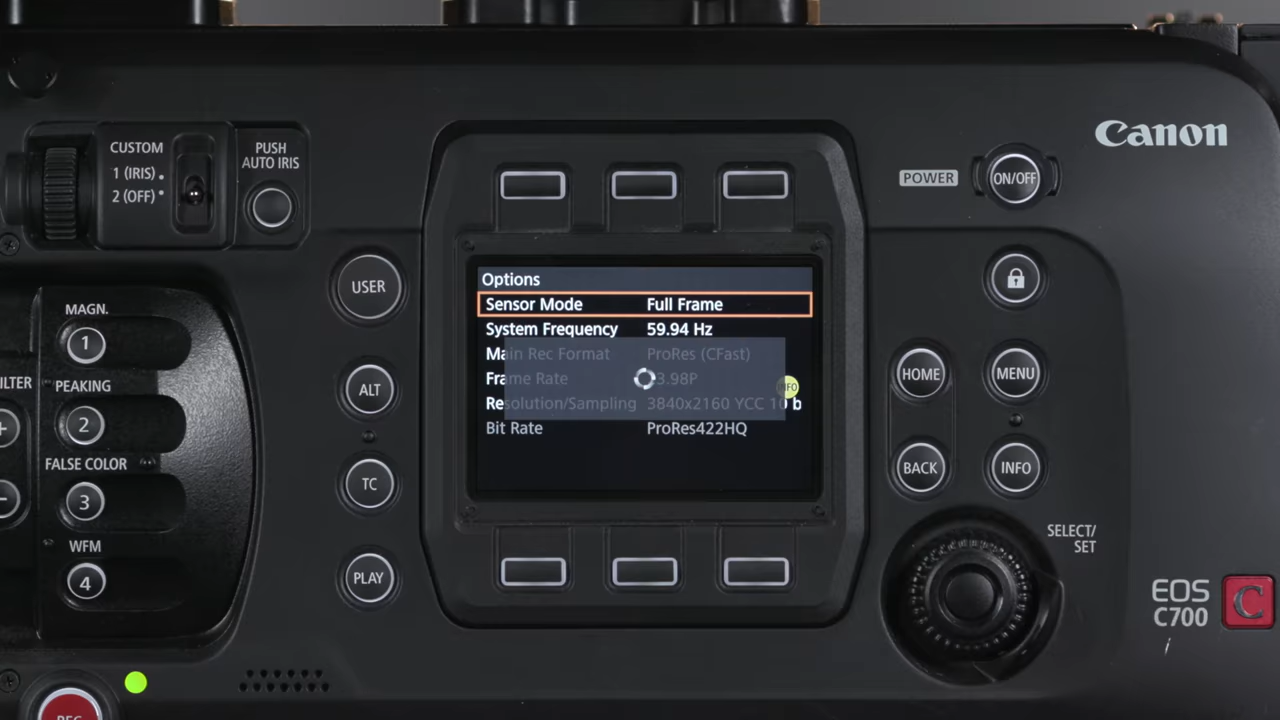 Canon
CUSTOM
1 (IRIS)
2 (OFF)
PUSH
AUTO IRIS
POWER
ON/OFF
USER
MAGN.
1
PEAKING
2
FALSE COLOR
3
WFM
4
+
-
ALT
TC
PLAY
Options
Sensor Mode Full Frame
System Frequency 59.94 Hz
Main Rec Format ProRes (CFast)
Frame Rate 3.98P
Resolution/Sampling 3840x2160 YCC 10 b
Bit Rate ProRes422HQ
INFO
HOME
MENU
BACK
INFO
SELECT/
SET
EOS
C700
C
REC